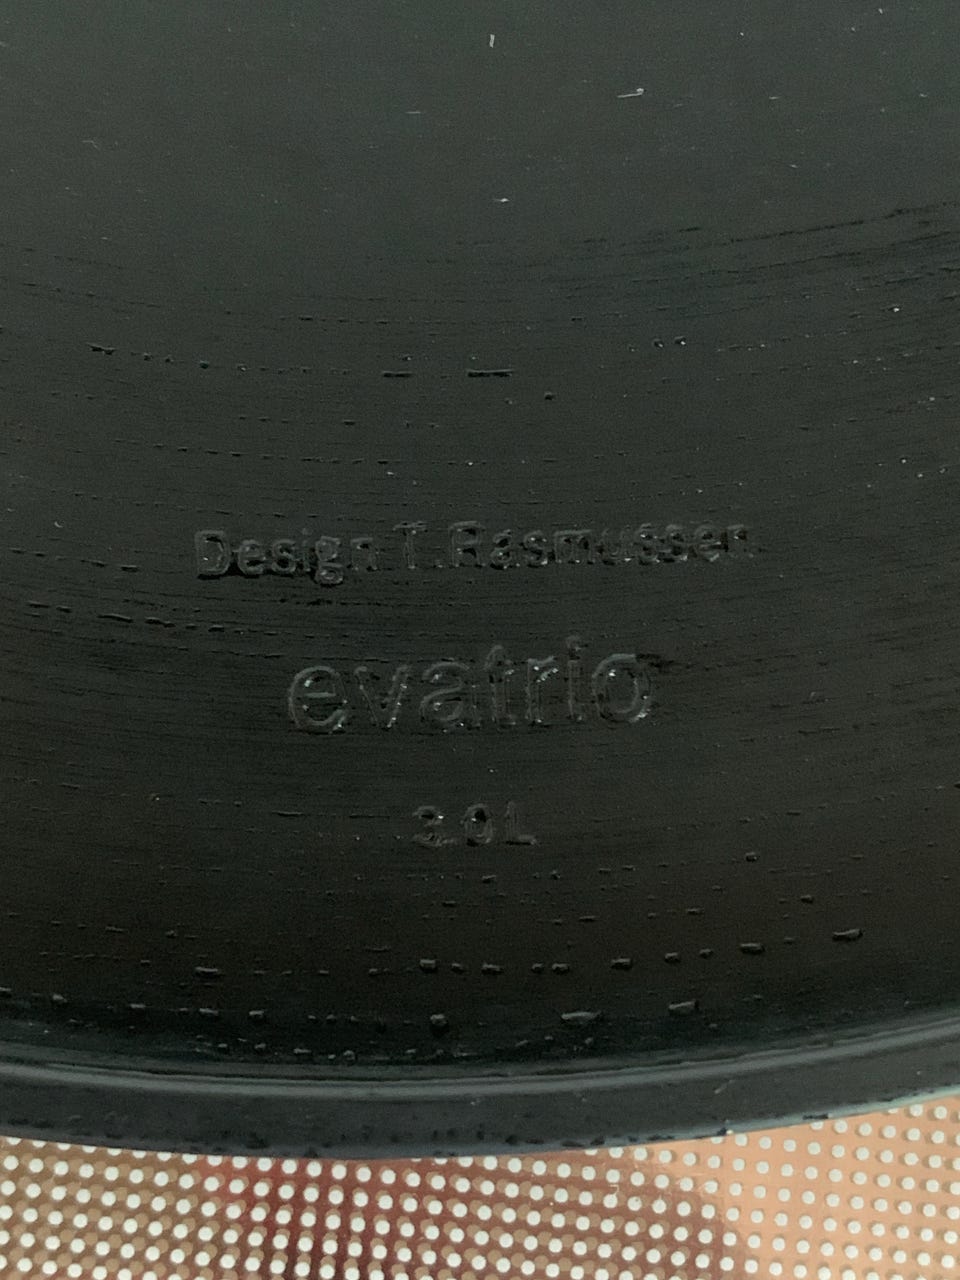 Design T.Rasmussen
evatrio
3.0L